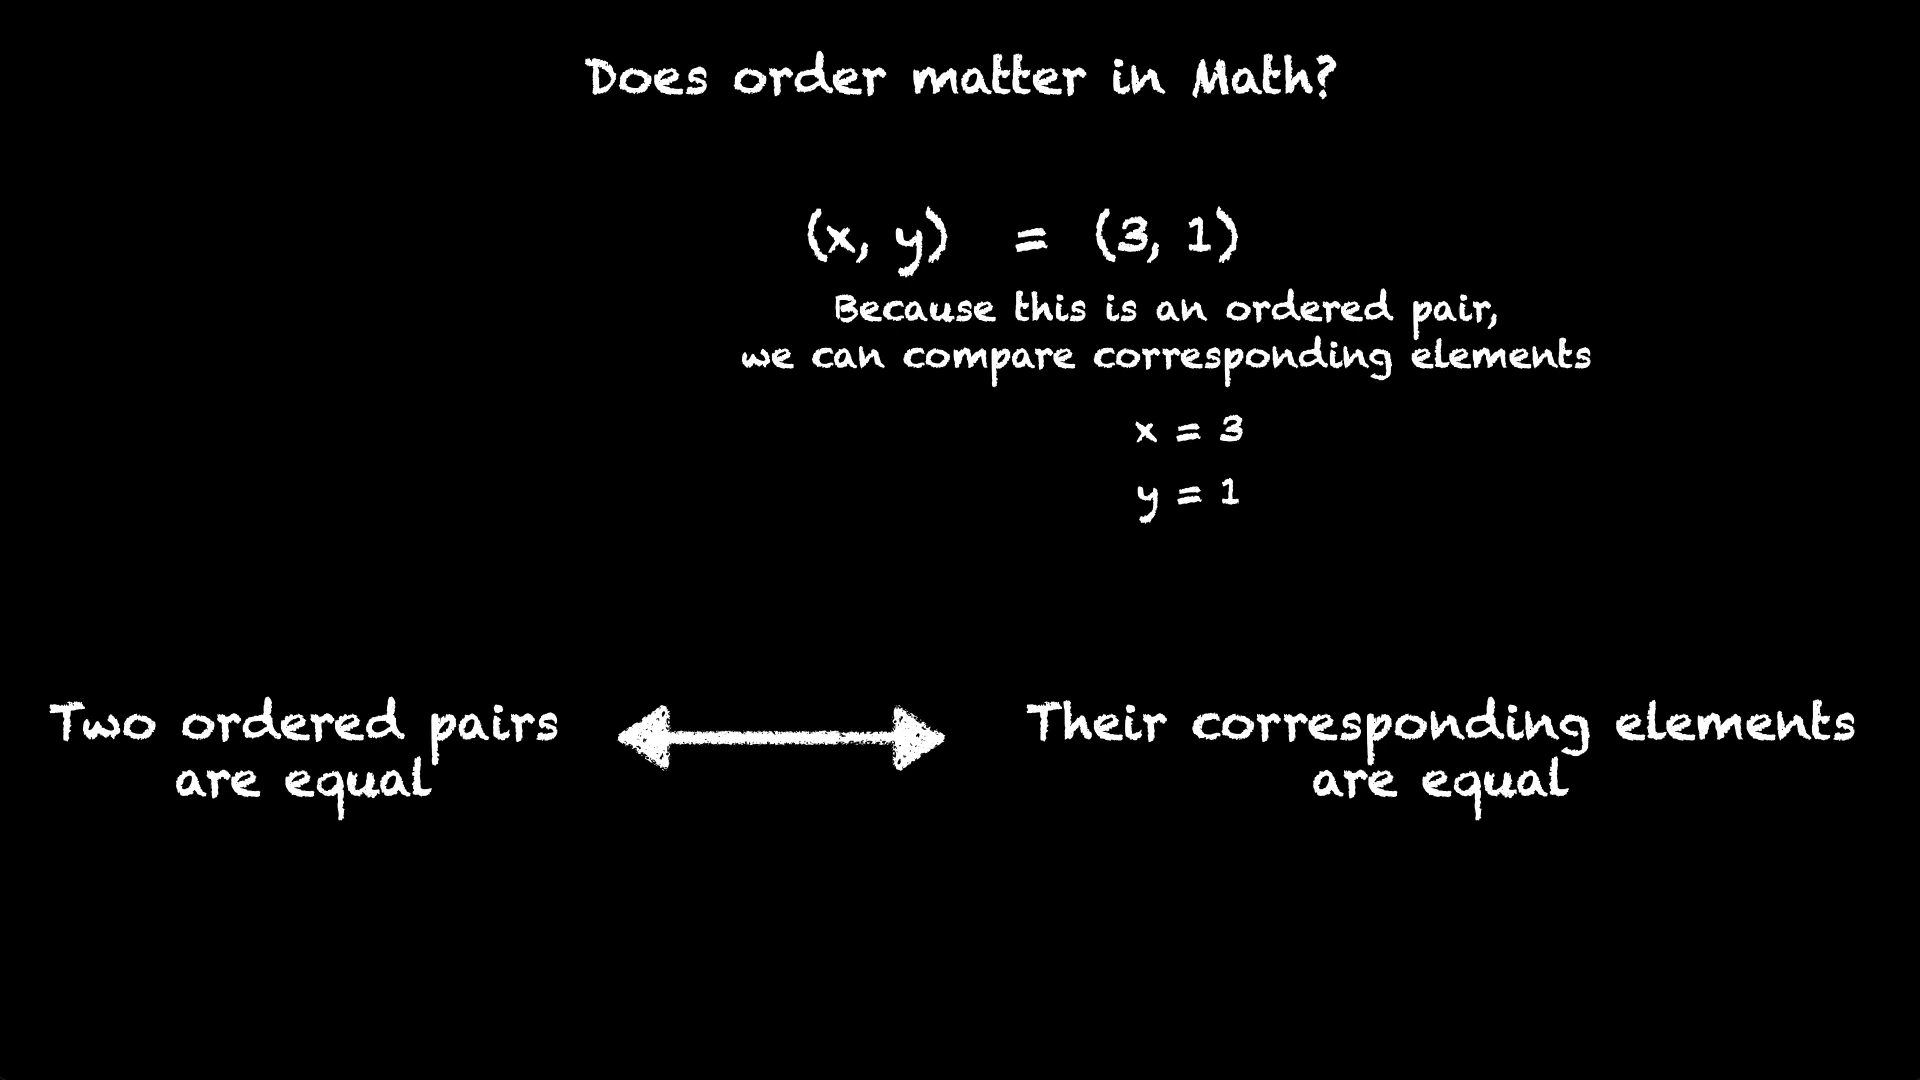 Does order matter in Math?
(x, y) = (3, 1)
Because this is an ordered pair,
we can compare corresponding elements
x = 3
y = 1
Two ordered pairs
are equal
Their corresponding elements
are equal